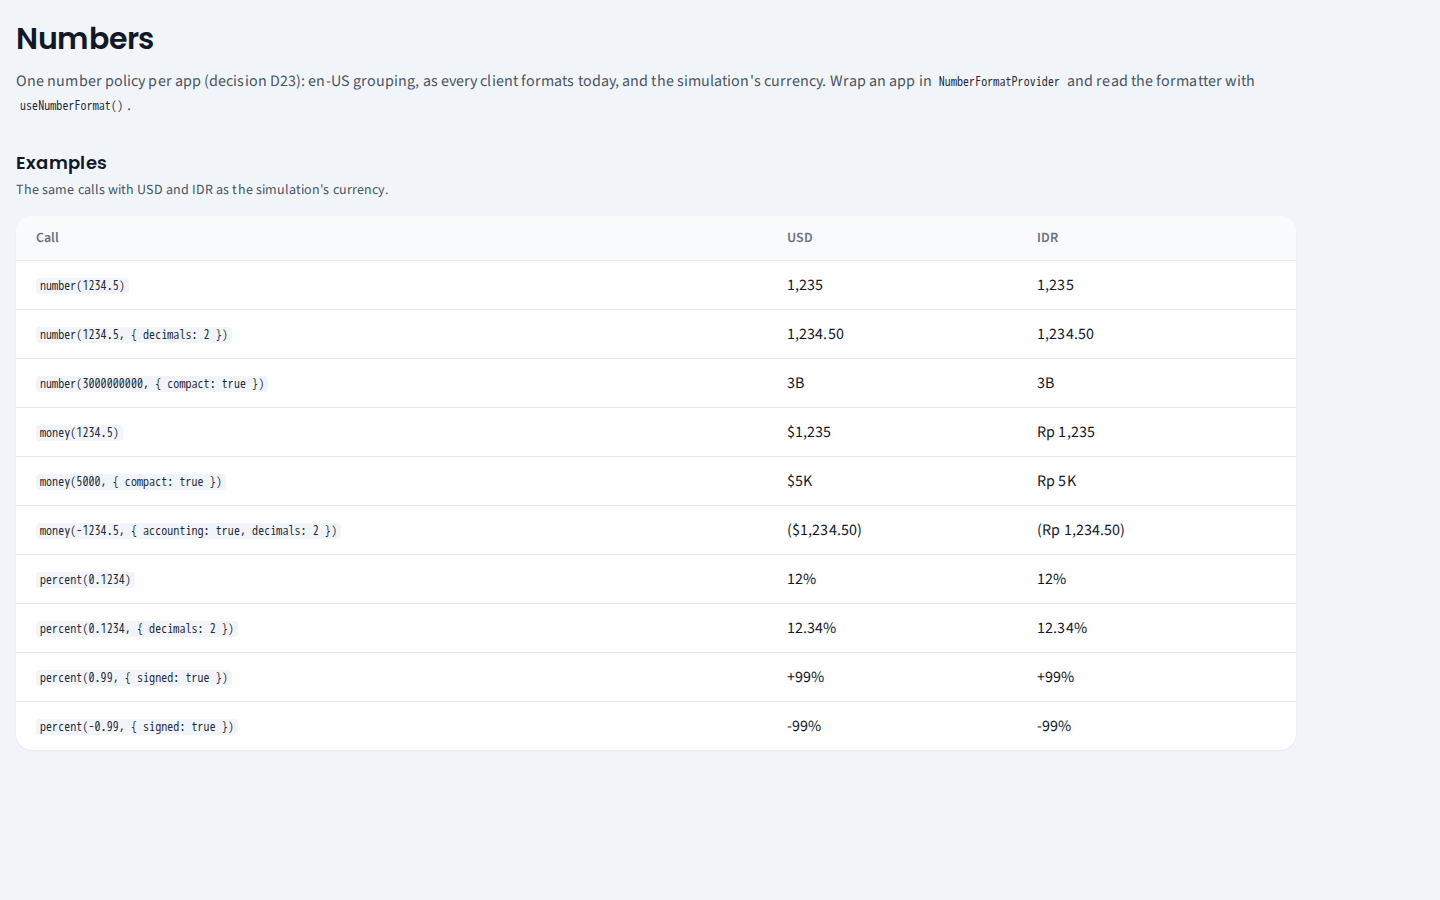 Numbers
One number policy per app (decision D23): en-US grouping, as every client formats today, and the simulation's currency. Wrap an app in NumberFormatProvider and read the formatter with
useNumberFormat() .
Examples
The same calls with USD and IDR as the simulation's currency.
Call USD IDR
number(1234.5) 1,235 1,235
number(1234.5, { decimals: 2 }) 1,234.50 1,234.50
number(3000000000, { compact: true }) 3B 3B
money(1234.5) $1,235 Rp 1,235
money(5000, { compact: true }) $5K Rp 5K
money(-1234.5, { accounting: true, decimals: 2 }) ($1,234.50) (Rp 1,234.50)
percent(0.1234) 12% 12%
percent(0.1234, { decimals: 2 }) 12.34% 12.34%
percent(0.99, { signed: true }) +99% +99%
percent(-0.99, { signed: true }) -99% -99%